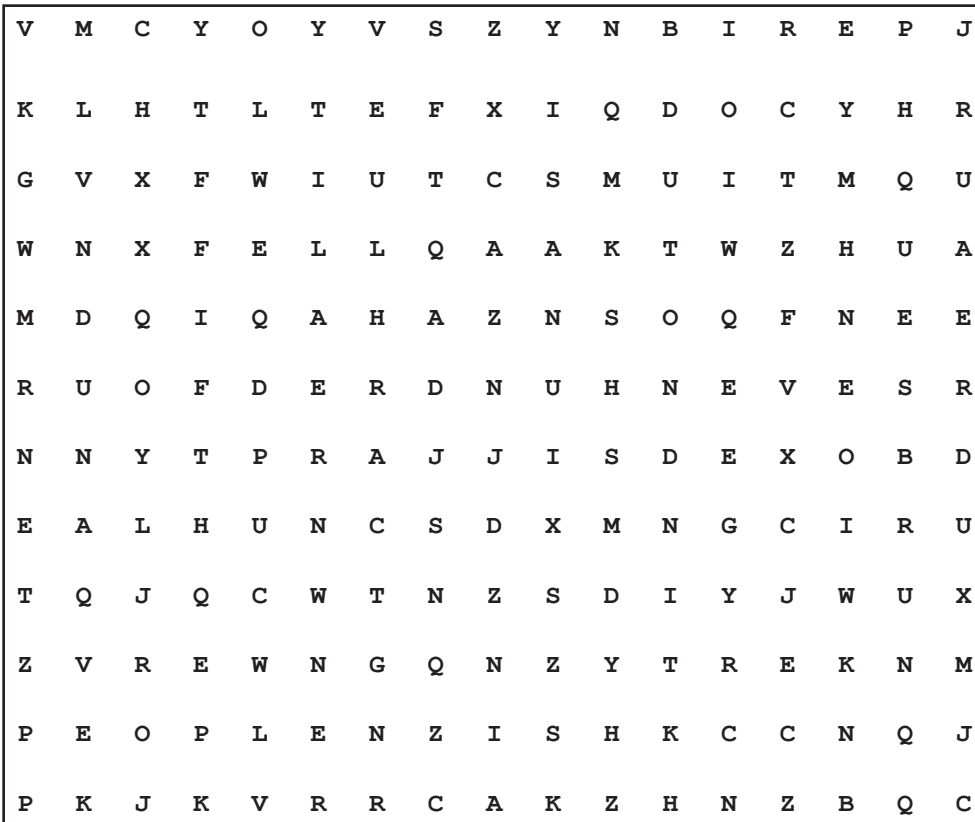 V M C Y O Y V S Z Y N B I R E P J
K L H T L T E F X I Q D O C Y H R
G V X F W I U T C S M U I T M Q U
W N X F E L L Q A A K T W Z H U A
M D Q I Q A H A Z N S O Q F N E E
R U O F D E R D N U H N E V E S R
N N Y T P R A J J I S D E X O B D
E A L H U N C S D X M N G C I R U
T Q J Q C W T N Z S D I Y J W U X
Z V R E W N G Q N Z Y T R E K N M
P E O P L E N Z I S H K C C N Q J
P K J K V R R C A K Z H N Z B Q C